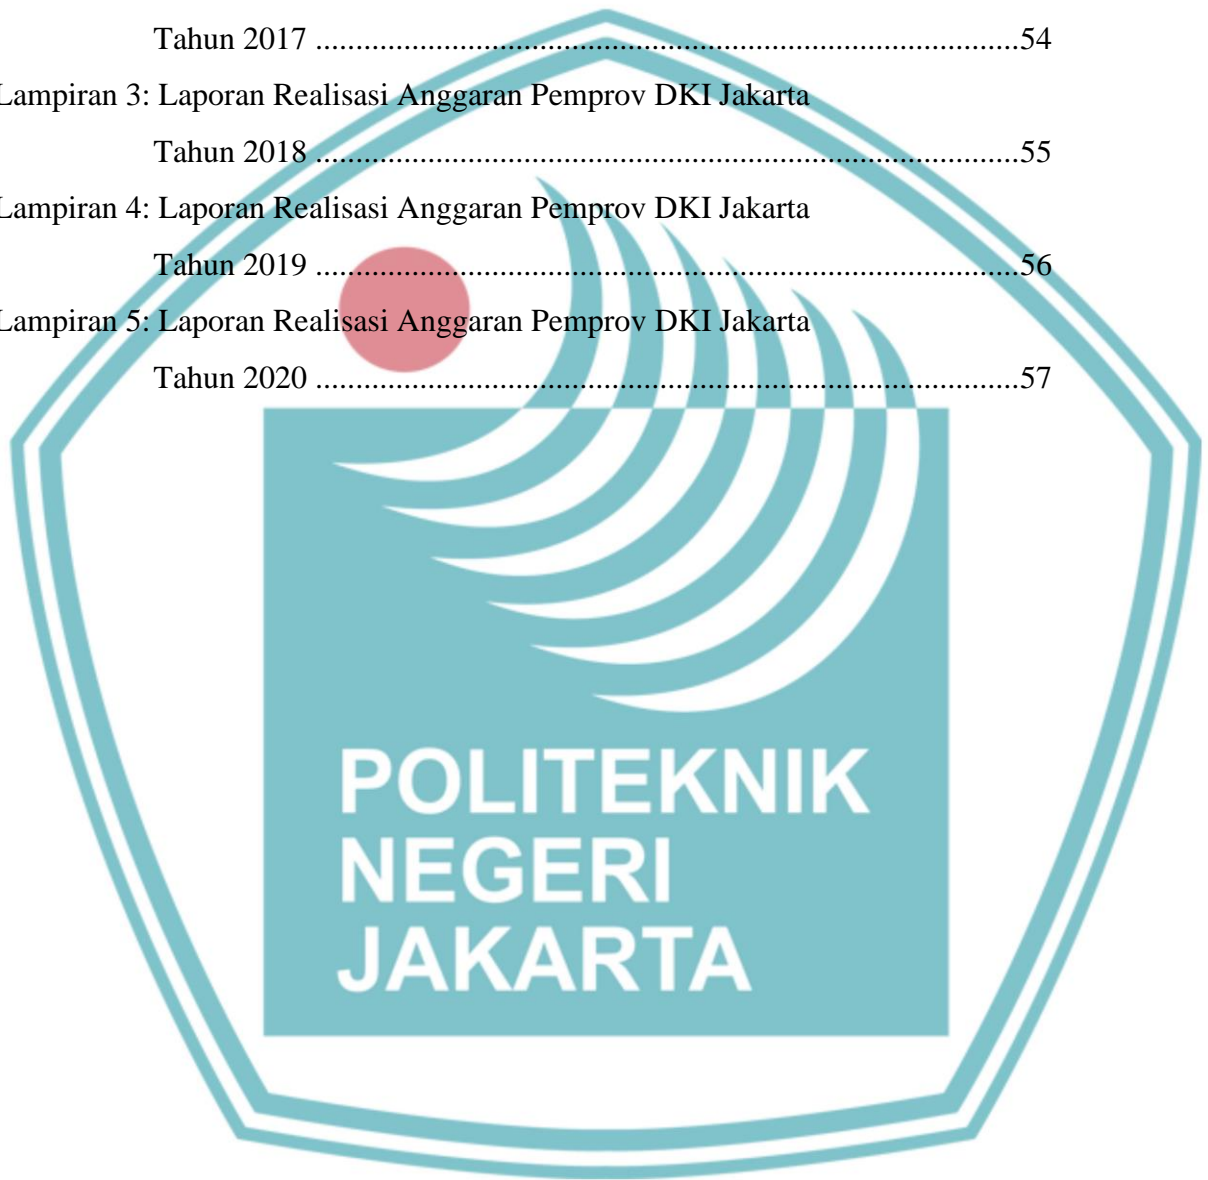 Tahun 2017 .......................................................................................54
Lampiran 3: Laporan Realisasi Anggaran Pemprov DKI Jakarta
Tahun 2018 .......................................................................................55
Lampiran 4: Laporan Realisasi Anggaran Pemprov DKI Jakarta
Tahun 2019 .......................................................................................56
Lampiran 5: Laporan Realisasi Anggaran Pemprov DKI Jakarta
Tahun 2020 .......................................................................................57
POLITEKNIK
NEGERI
JAKARTA